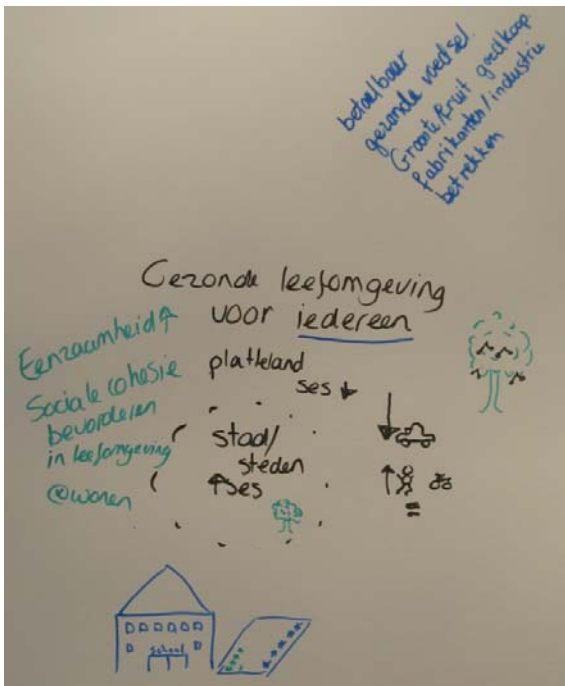 betaalbaar
gezonde voedsel.
Groente/fruit goedkoop
fabrikanten/industrie
betrekken
Gezonde leefomgeving
voor iedereen
Eenzaamheid↑
Sociale cohesie
bevorderen
in leefomgeving
@wonen
platteland
ses ↓
stad/
steden
↑ses
=
School